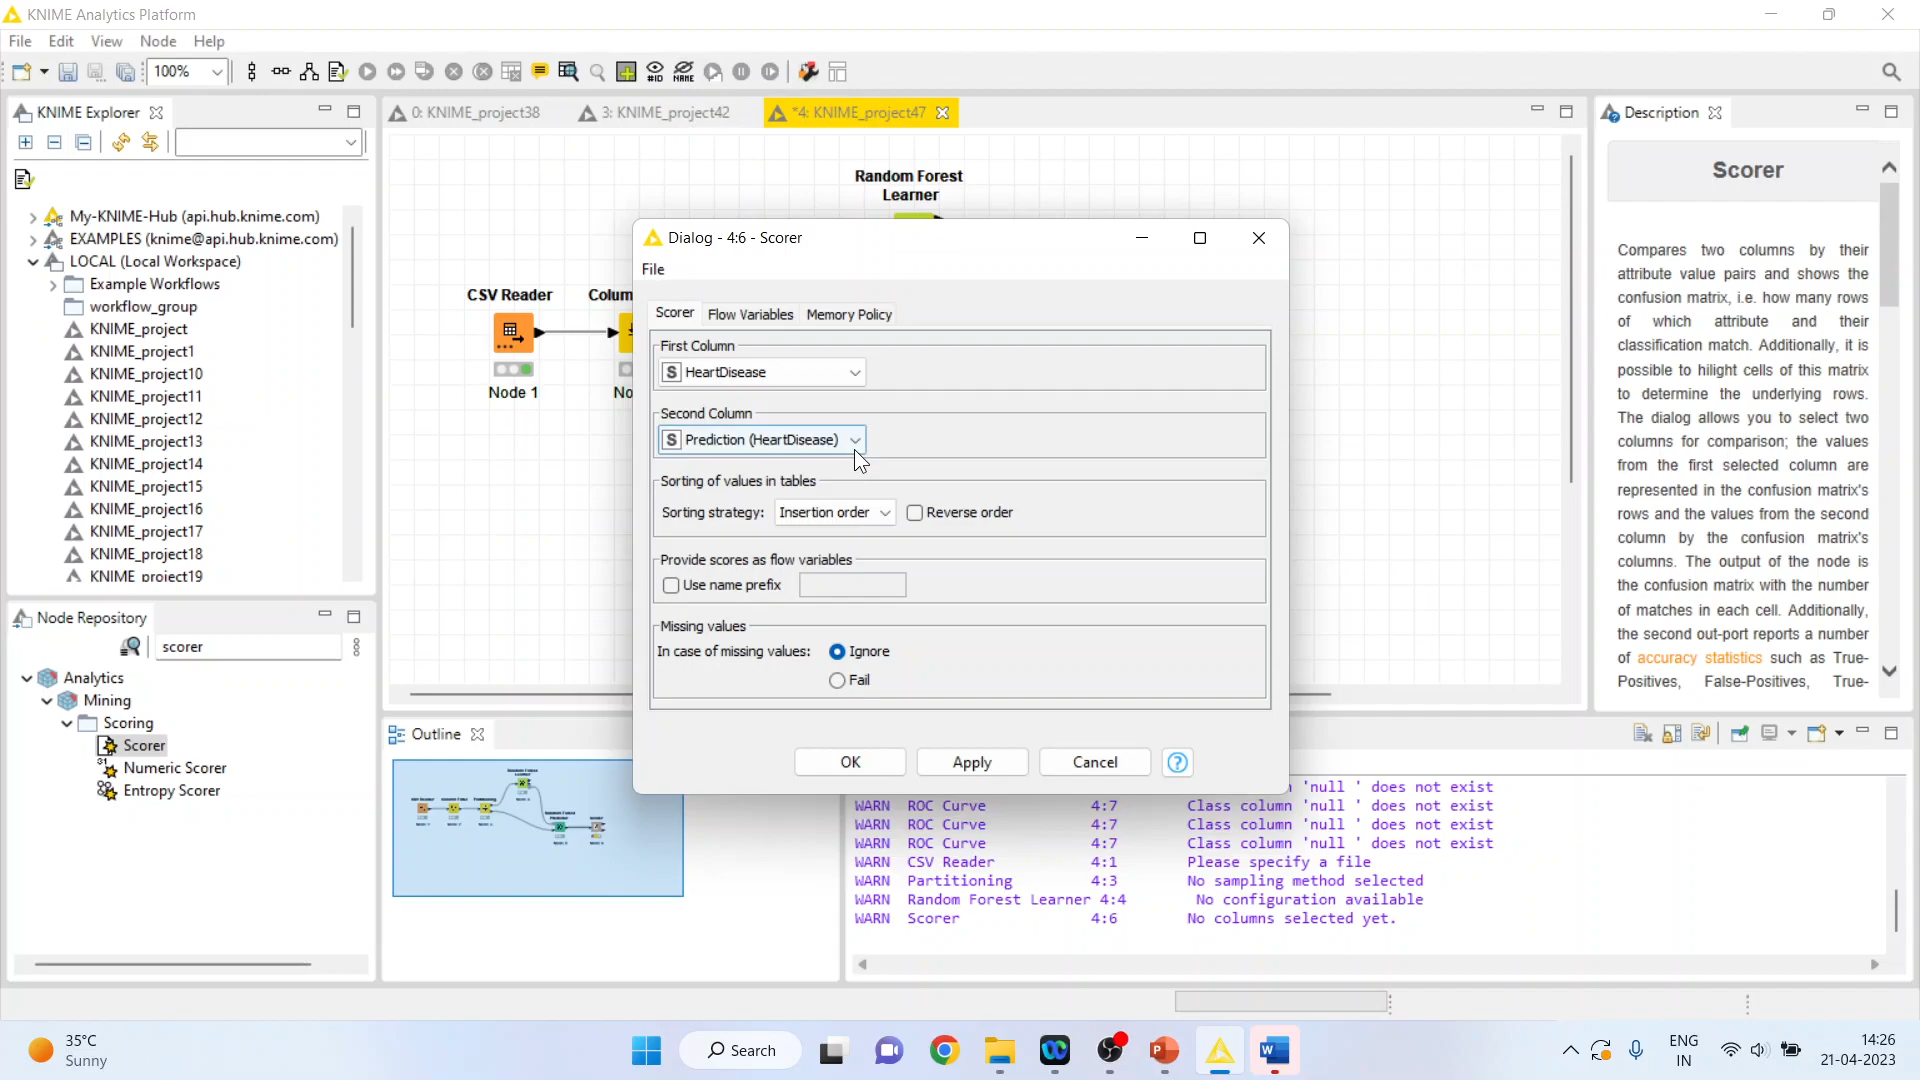 KNIME Analytics Platform
File Edit View Node Help
100%
KNIME Explorer
My-KNIME-Hub (api.hub.knime.com)
EXAMPLES (knime@api.hub.knime.com)
LOCAL (Local Workspace)
Example Workflows
workflow_group
KNIME_project
KNIME_project1
KNIME_project10
KNIME_project11
KNIME_project12
KNIME_project13
KNIME_project14
KNIME_project15
KNIME_project16
KNIME_project17
KNIME_project18
KNIME_project19
Node Repository
scorer
Analytics
Mining
Scoring
Scorer
Numeric Scorer
Entropy Scorer
0: KNIME_project38
3: KNIME_project42
*4: KNIME_project47
Random Forest
Learner
CSV Reader
Colum
Node 1
No
Dialog - 4:6 - Scorer
File
Scorer Flow Variables Memory Policy
First Column
S HeartDisease
Second Column
S Prediction (HeartDisease)
Sorting of values in tables
Sorting strategy: Insertion order Reverse order
Provide scores as flow variables
Use name prefix
Missing values
In case of missing values: Ignore
Fail
OK Apply Cancel
Outline
'null ' does not exist
WARN ROC Curve 4:7 Class column 'null ' does not exist
WARN ROC Curve 4:7 Class column 'null ' does not exist
WARN ROC Curve 4:7 Class column 'null ' does not exist
WARN CSV Reader 4:1 Please specify a file
WARN Partitioning 4:3 No sampling method selected
WARN Random Forest Learner 4:4 No configuration available
WARN Scorer 4:6 No columns selected yet.
Description
Scorer
Compares two columns by their
attribute value pairs and shows the
confusion matrix, i.e. how many rows
of which attribute and their
classification match. Additionally, it is
possible to hilight cells of this matrix
to determine the underlying rows.
The dialog allows you to select two
columns for comparison; the values
from the first selected column are
represented in the confusion matrix's
rows and the values from the second
column by the confusion matrix's
columns. The output of the node is
the confusion matrix with the number
of matches in each cell. Additionally,
the second out-port reports a number
of accuracy statistics such as True-
Positives, False-Positives, True-
35°C
Sunny
Search
ENG
IN
14:26
21-04-2023